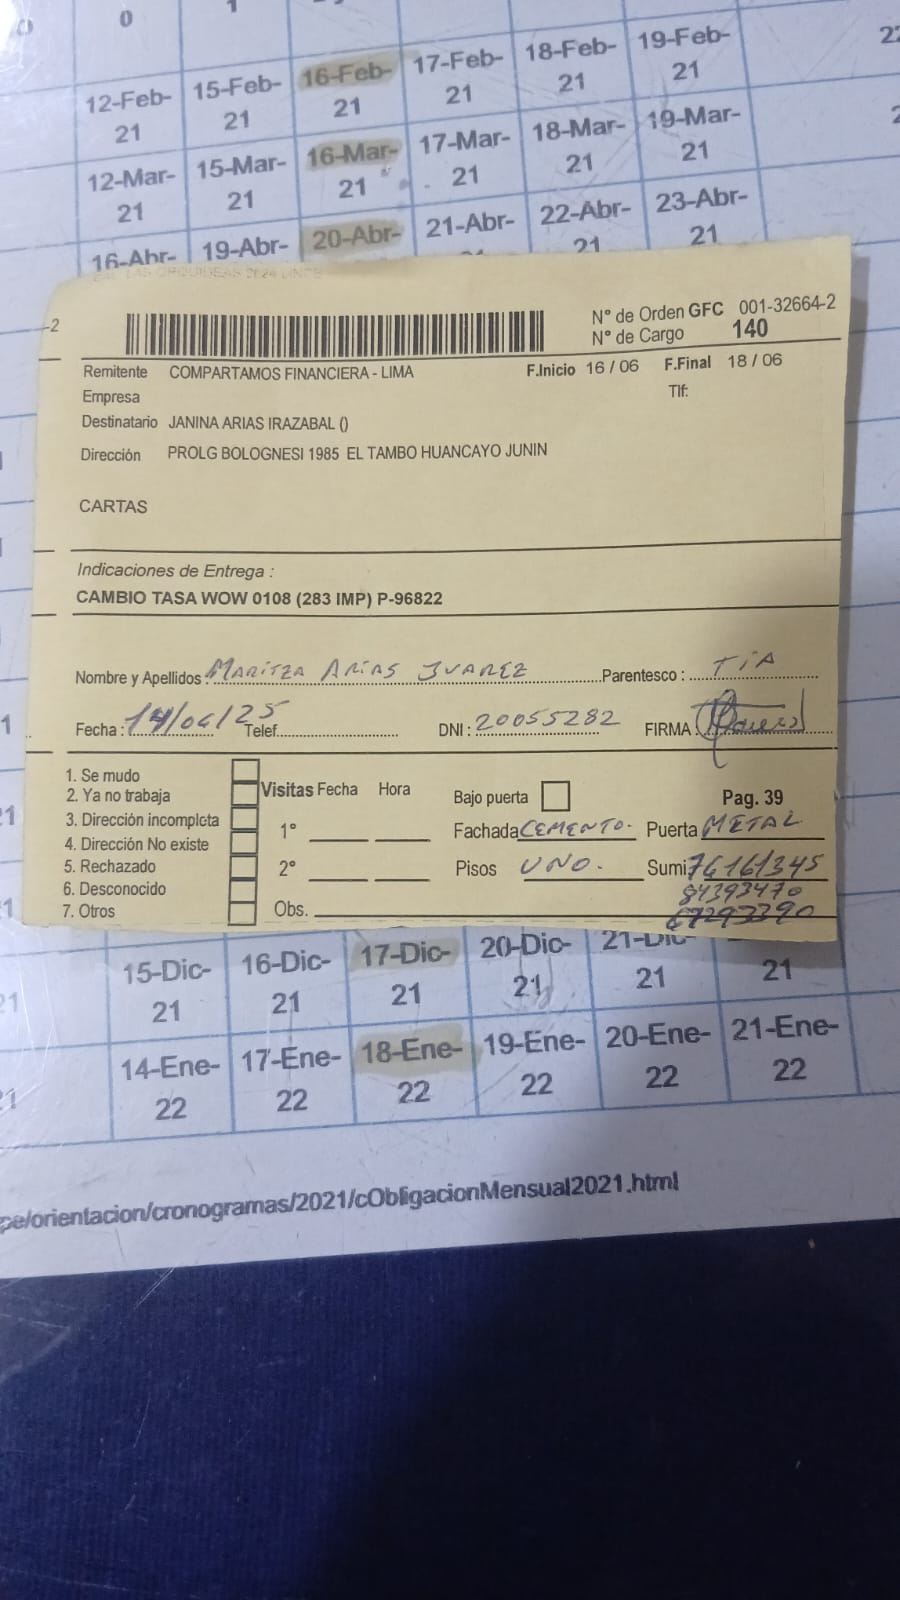 0
12-Feb-21 15-Feb-21 16-Feb-21 17-Feb-21 18-Feb-21 19-Feb-21
12-Mar-21 15-Mar-21 16-Mar-21 17-Mar-21 18-Mar-21 19-Mar-21
16-Abr- 19-Abr- 20-Abr- 21-Abr- 22-Abr-21 23-Abr-21
-2
N° de Orden GFC 001-32664-2
N° de Cargo 140
Remitente COMPARTAMOS FINANCIERA - LIMA F.Inicio 16 / 06 F.Final 18 / 06
Empresa Tlf:
Destinatario JANINA ARIAS IRAZABAL ()
Dirección PROLG BOLOGNESI 1985 EL TAMBO HUANCAYO JUNIN
CARTAS
Indicaciones de Entrega :
CAMBIO TASA WOW 0108 (283 IMP) P-96822
Nombre y Apellidos : MARITZA ARIAS JUAREZ Parentesco : TIA
Fecha : /06/25 Telef. DNI : 20055282 FIRMA :
1. Se mudo
2. Ya no trabaja
3. Dirección incompleta
4. Dirección No existe
5. Rechazado
6. Desconocido
7. Otros
Visitas Fecha Hora
1°
2°
Obs.
Bajo puerta Pag. 39
Fachada CEMENTO. Puerta METAL
Pisos UNO. Sumi 76161345
84393470
67293390
15-Dic-21 16-Dic-21 17-Dic-21 20-Dic-21 21-Dic-21 21
14-Ene-22 17-Ene-22 18-Ene-22 19-Ene-22 20-Ene-22 21-Ene-22
pe/orientacion/cronogramas/2021/cObligacionMensual2021.html